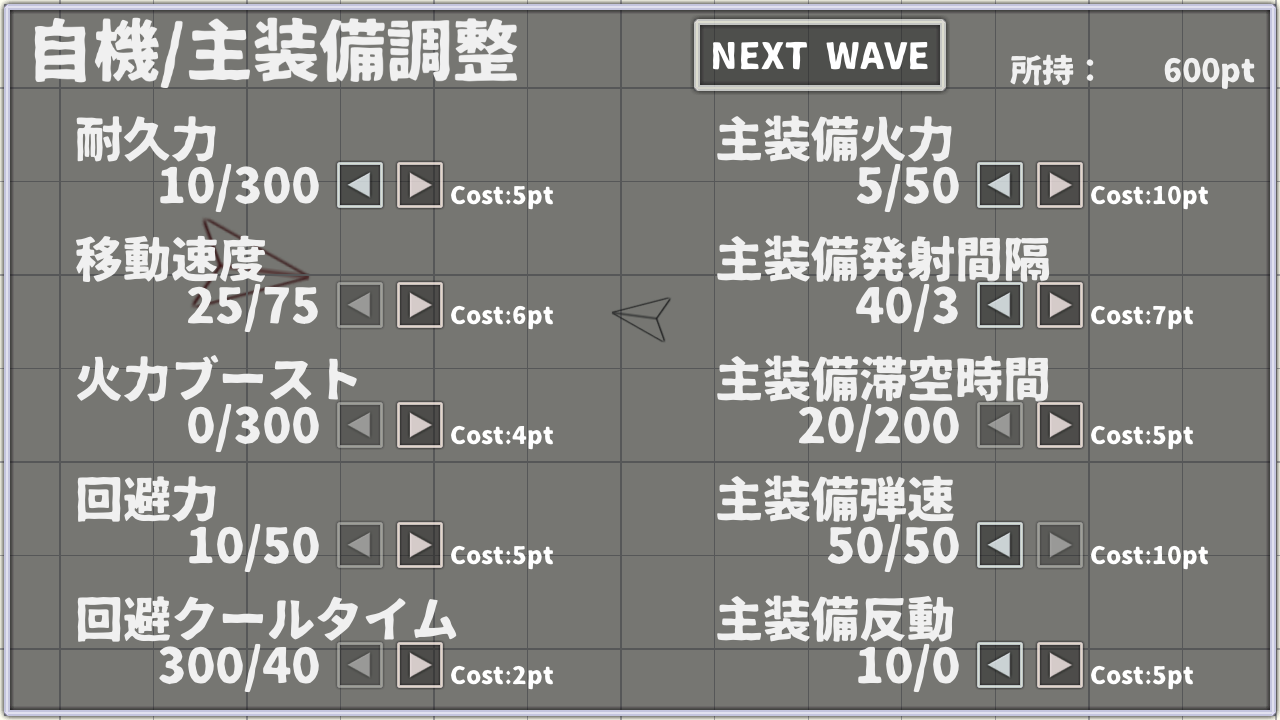 自機/主装備調整
NEXT WAVE
所持： 600pt
耐久力
10/300 Cost:5pt
移動速度
25/75 Cost:6pt
火力ブースト
0/300 Cost:4pt
回避力
10/50 Cost:5pt
回避クールタイム
300/40 Cost:2pt
主装備火力
5/50 Cost:10pt
主装備発射間隔
40/3 Cost:7pt
主装備滞空時間
20/200 Cost:5pt
主装備弾速
50/50 Cost:10pt
主装備反動
10/0 Cost:5pt